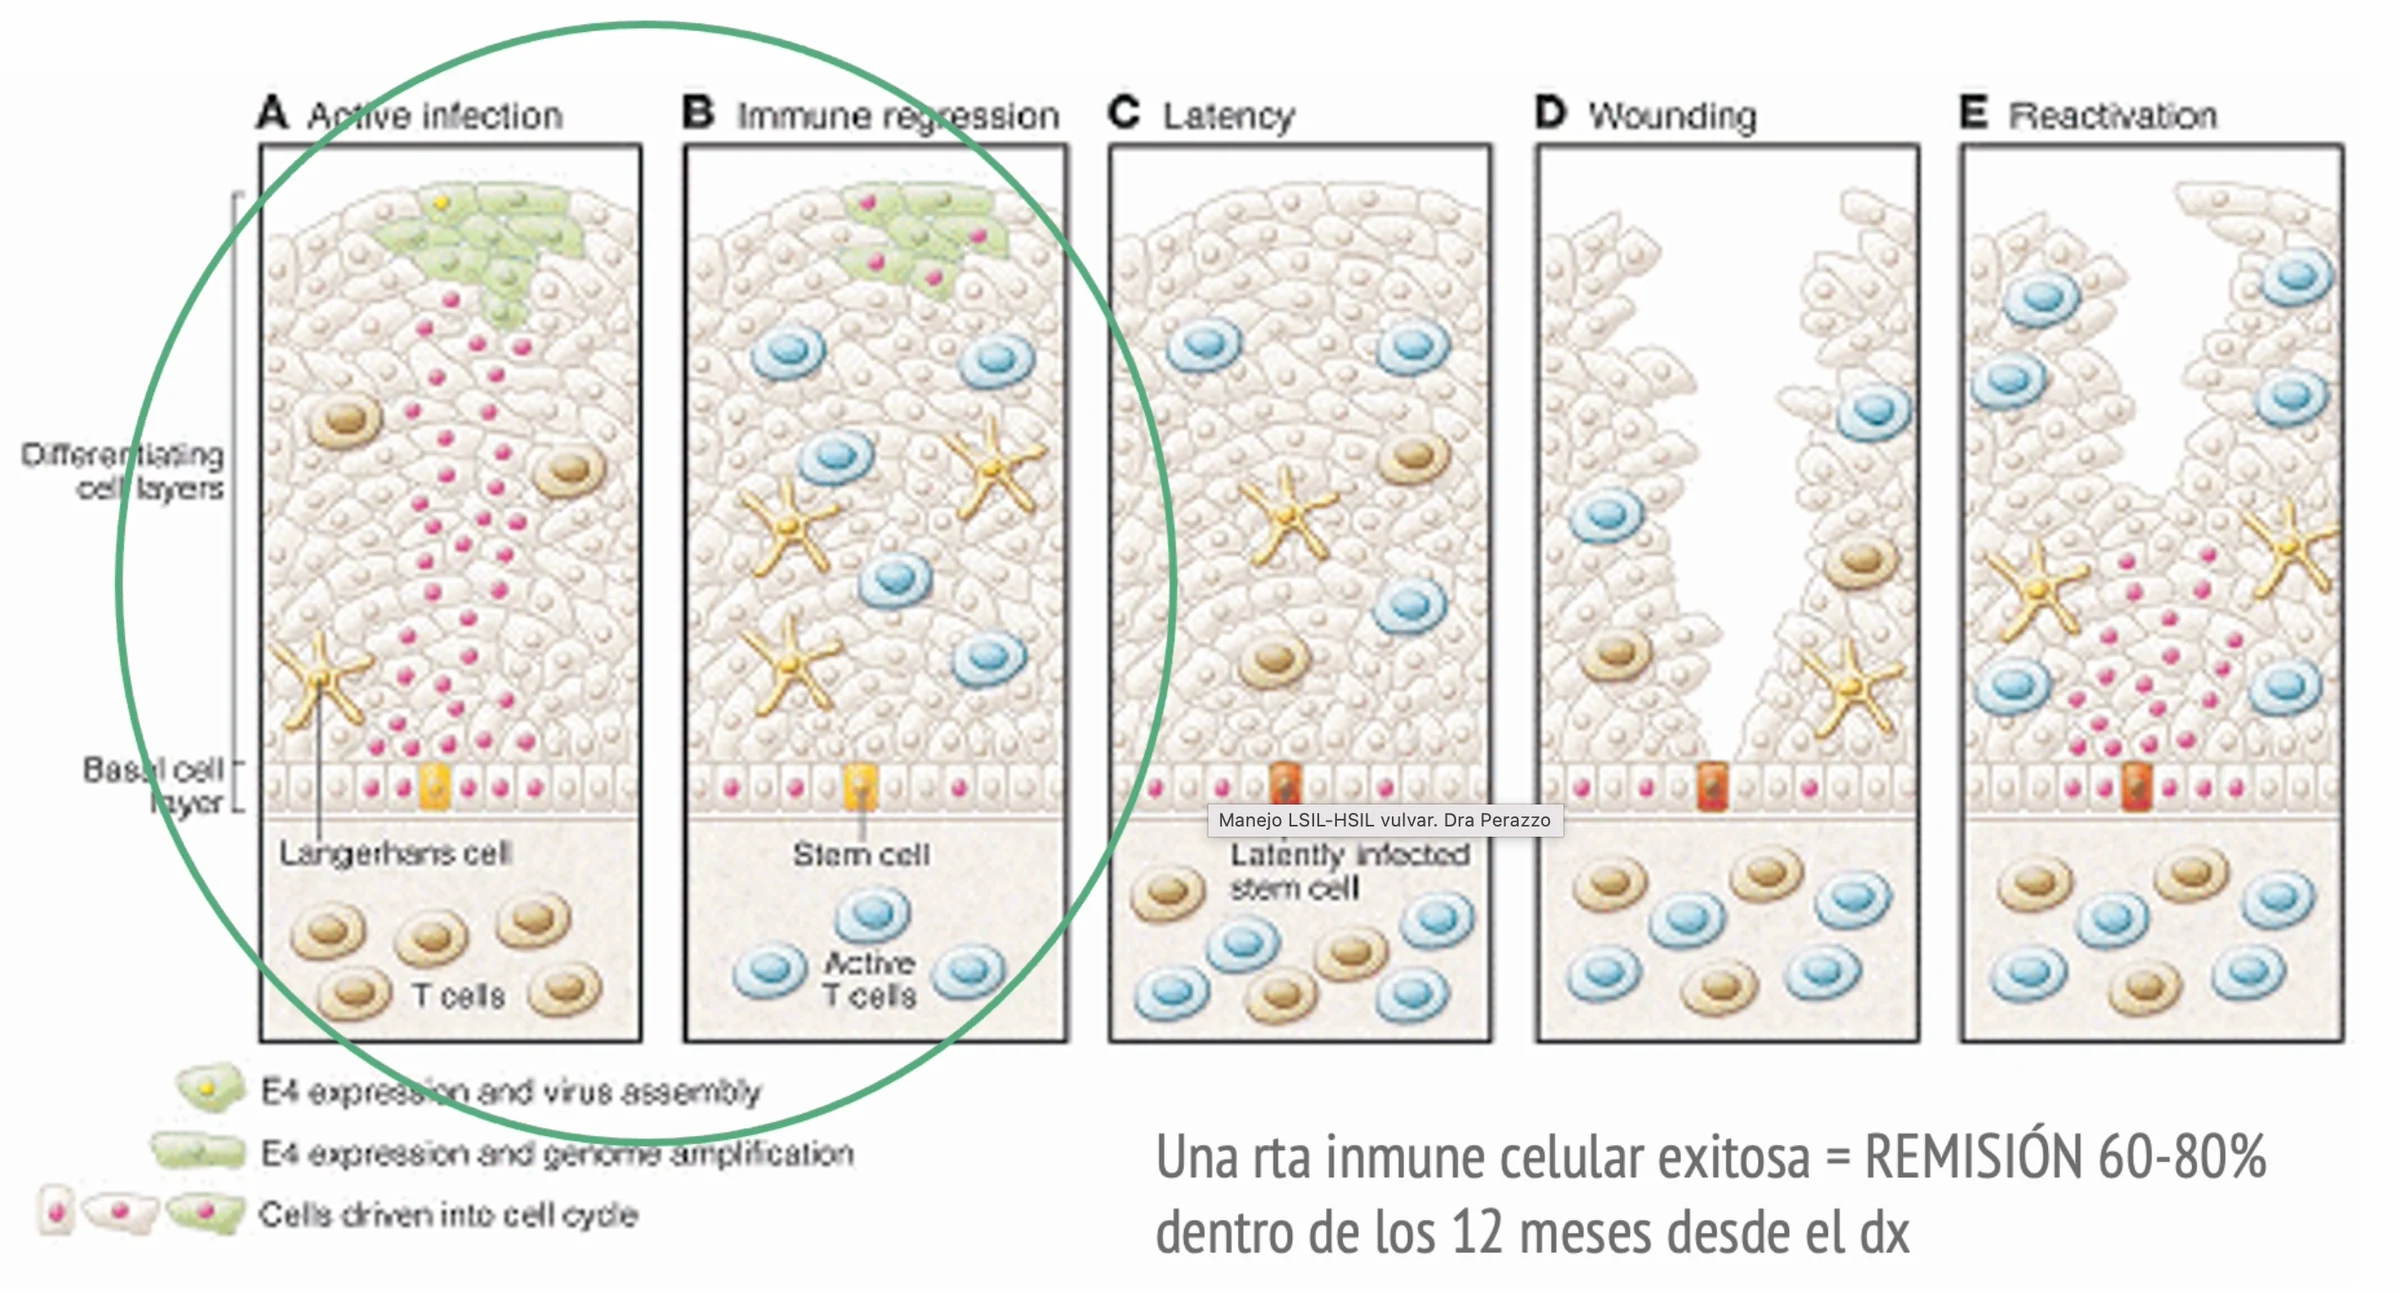 A Active infection
B Immune regression
C Latency
D Wounding
E Reactivation
Differentiating
cell layers
Basal cell
layer
Langerhans cell
T cells
Stem cell
Active
T cells
Manejo LSIL-HSIL vulvar. Dra Perazzo
Latently infected
stem cell
E4 expression and virus assembly
E4 expression and genome amplification
Cells driven into cell cycle
Una rta inmune celular exitosa = REMISIÓN 60-80%
dentro de los 12 meses desde el dx